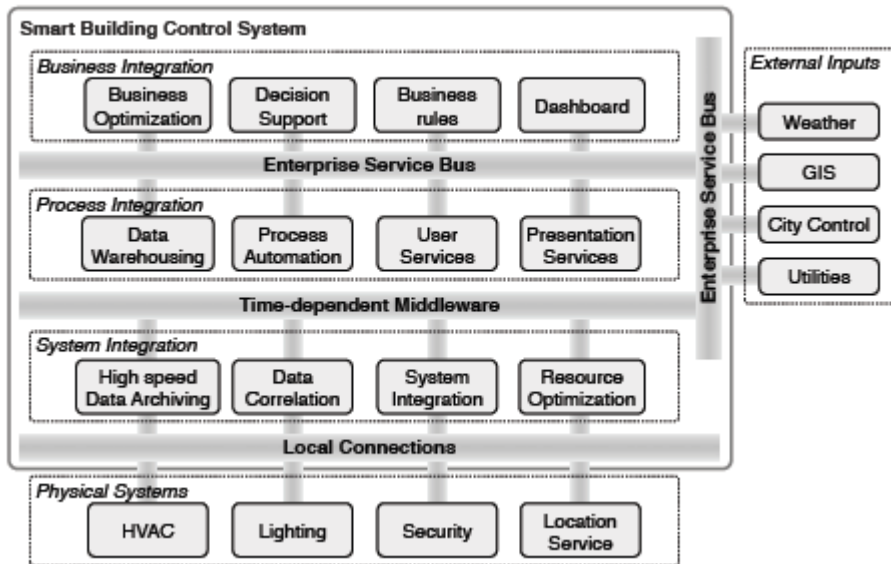 Smart Building Control System
Business Integration
Business
Optimization
Decision
Support
Business
rules
Dashboard
Enterprise Service Bus
Process Integration
Data
Warehousing
Process
Automation
User
Services
Presentation
Services
Time-dependent Middleware
System Integration
High speed
Data Archiving
Data
Correlation
System
Integration
Resource
Optimization
Local Connections
Physical Systems
HVAC
Lighting
Security
Location
Service
Enterprise Service Bus
External Inputs
Weather
GIS
City Control
Utilities